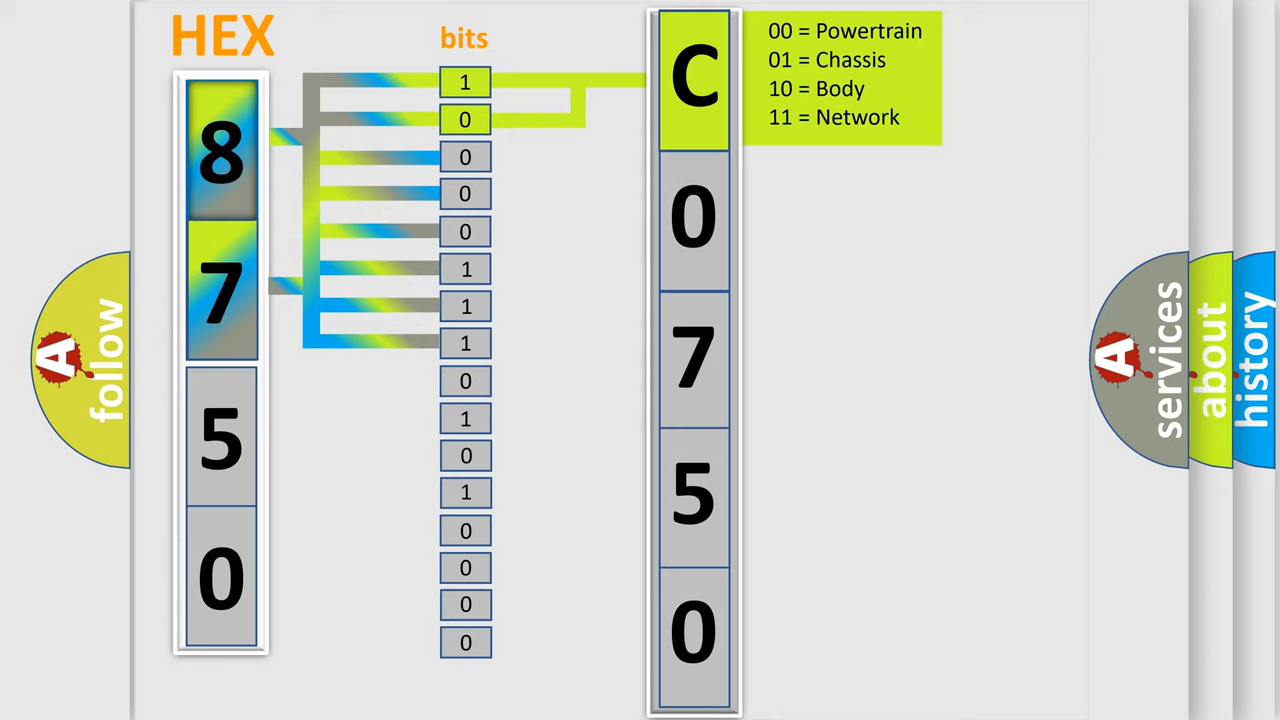 HEX
bits
8
7
5
0
1
0
0
0
0
1
1
1
0
1
0
1
0
0
0
0
C
0
7
5
0
00 = Powertrain
01 = Chassis
10 = Body
11 = Network
A
follow
A
services
about
history